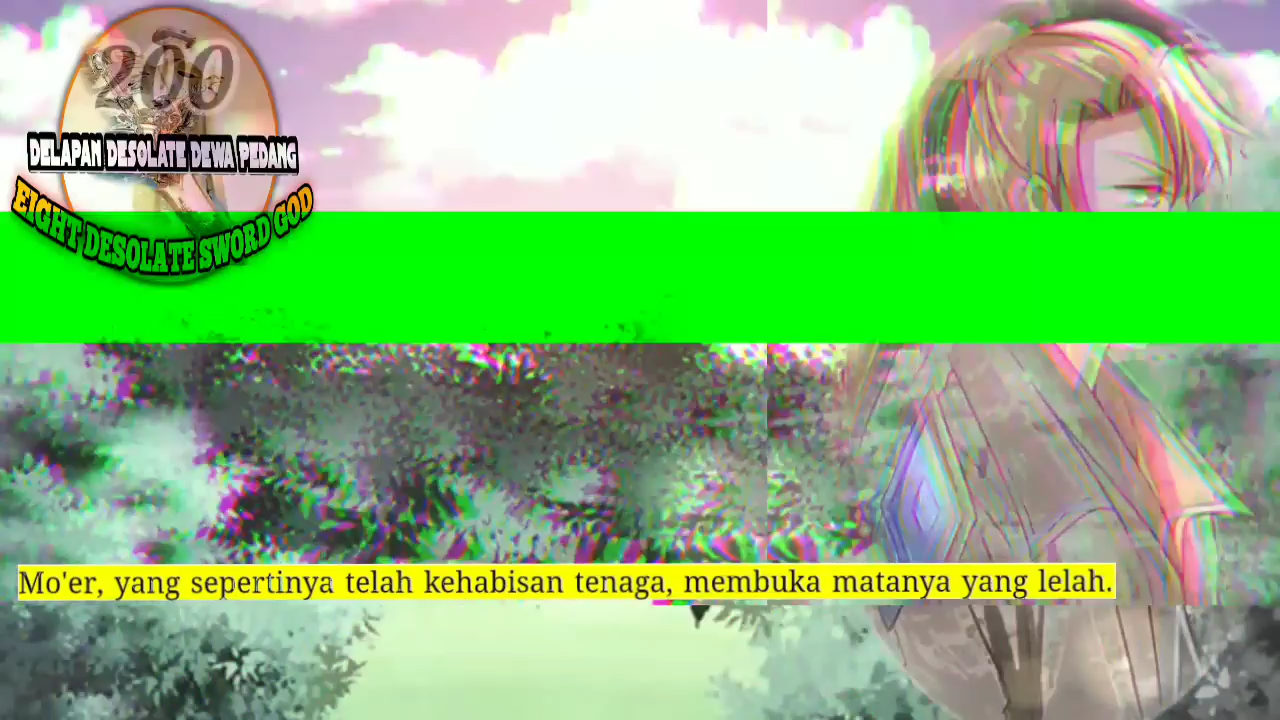 200
DELAPAN DESOLATE DEWA PEDANG
EIGHT DESOLATE SWORD GOD
Mo'er, yang sepertinya telah kehabisan tenaga, membuka matanya yang lelah.